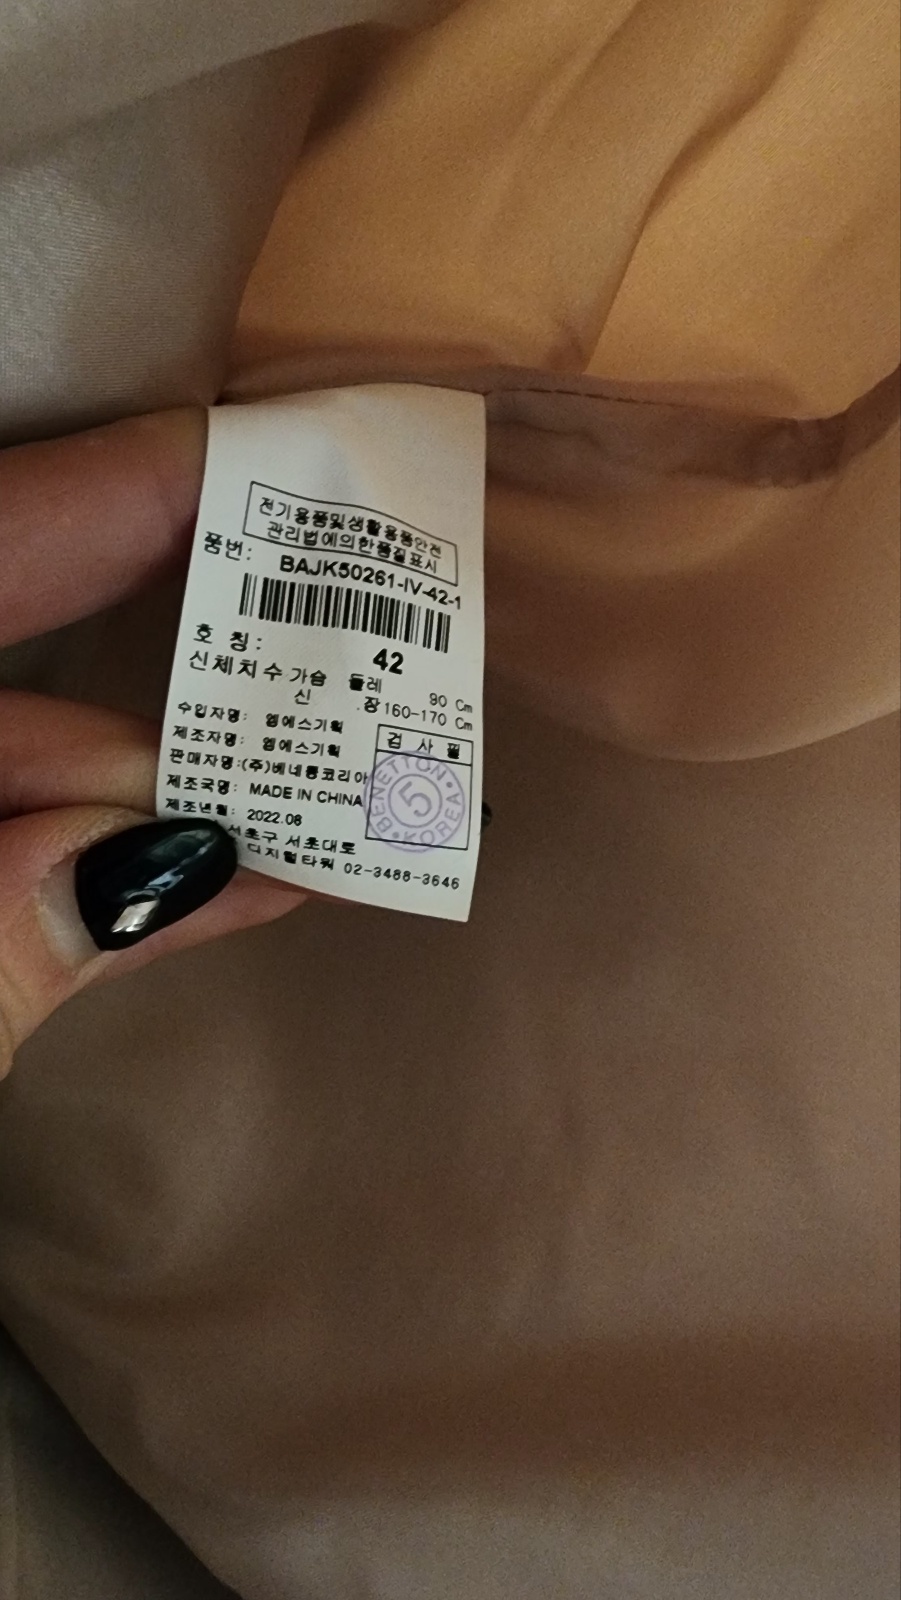 전기용품및생활용품안전
관리법에의한품질표시
품번: BAJK50261-IV-42-1
호 칭: 42
신체치수 가슴 둘레 90 Cm
신 장 160-170 Cm
수입자명: 엠에스기획
제조자명: 엠에스기획
판매자명:(주)베네통코리아
제조국명: MADE IN CHINA
제조년월: 2022.08
서초구 서초대로
디지털타워 02-3488-3646
검 사 필
BENETTON KOREA
5